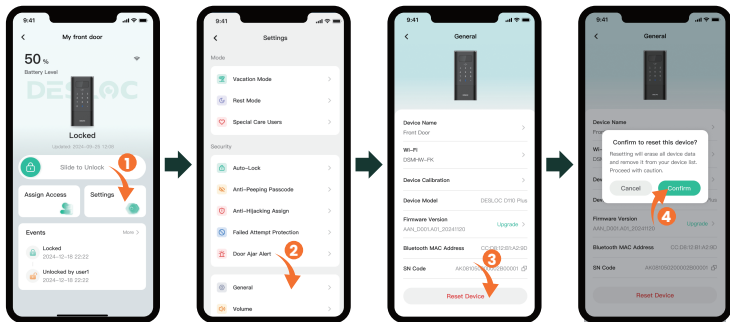 9:41
My front door
50 %
Battery Level
DESLOC
Locked
Slide to Unlock
1
Assign Access
Settings
Events
More >
Locked
2024-12-16 22:22
Unlocked by user1
2024-12-16 22:22
9:41
Settings
Mode
Vacation Mode
Rest Mode
Special Care Users
Security
Auto-Lock
Anti-Peeping Passcode
Anti-Hijacking Assign
Failed Attempt Protection
Door Ajar Alert
2
General
Volume
9:41
General
Device Name
Front Door
Wi-Fi
DSMHW-FK
Device Calibration
Device Model
DESLOC D110 Plus
Firmware Version
AAN_D001.A01_20241120
Upgrade >
Bluetooth MAC Address
SN Code
3
Reset Device
9:41
General
Device Name
Confirm to reset this device?
Resetting will erase all device data
and remove it from your device list.
Proceed with caution.
Cancel
Confirm
4
Plus
Firmware Version
AAN_D001.A01_20241120
Upgrade >
Bluetooth MAC Address
SN Code
Reset Device